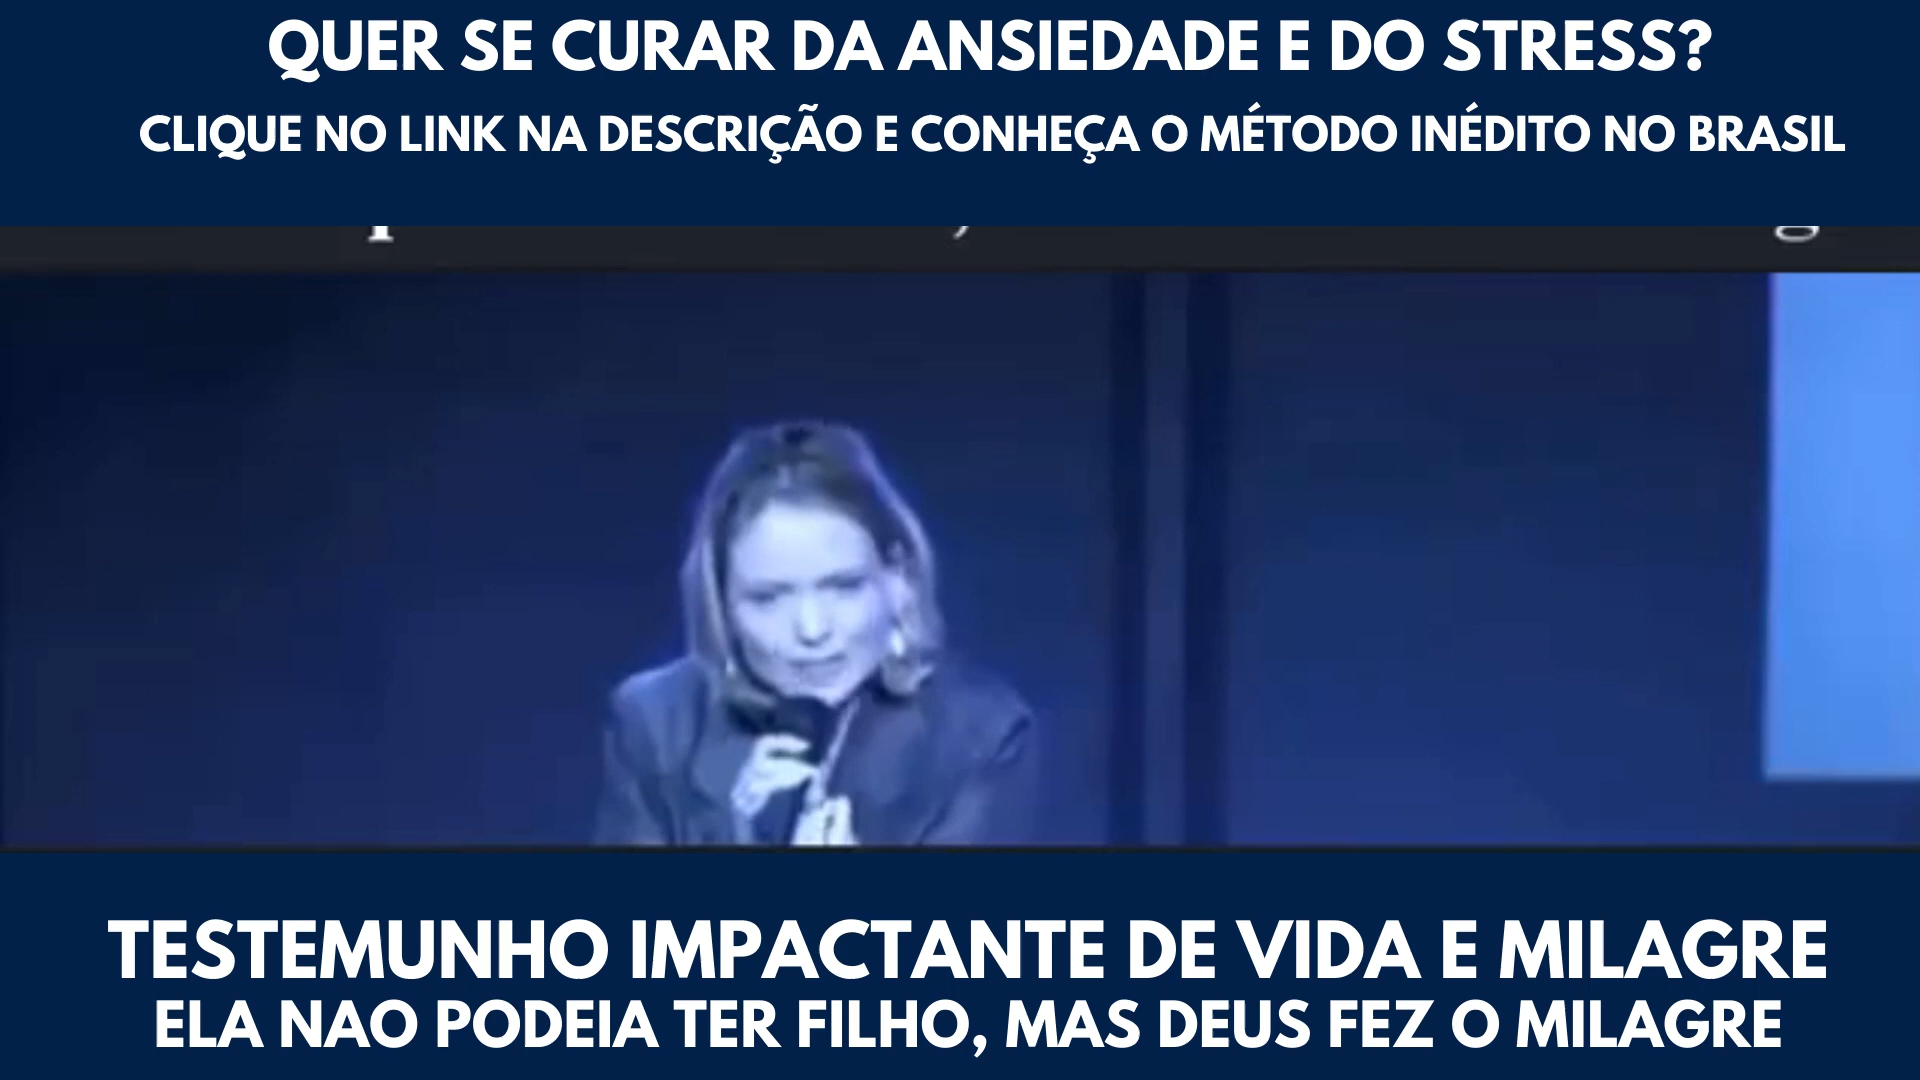 QUER SE CURAR DA ANSIEDADE E DO STRESS?
CLIQUE NO LINK NA DESCRIÇÃO E CONHEÇA O MÉTODO INÉDITO NO BRASIL
TESTEMUNHO IMPACTANTE DE VIDA E MILAGRE
ELA NAO PODEIA TER FILHO, MAS DEUS FEZ O MILAGRE